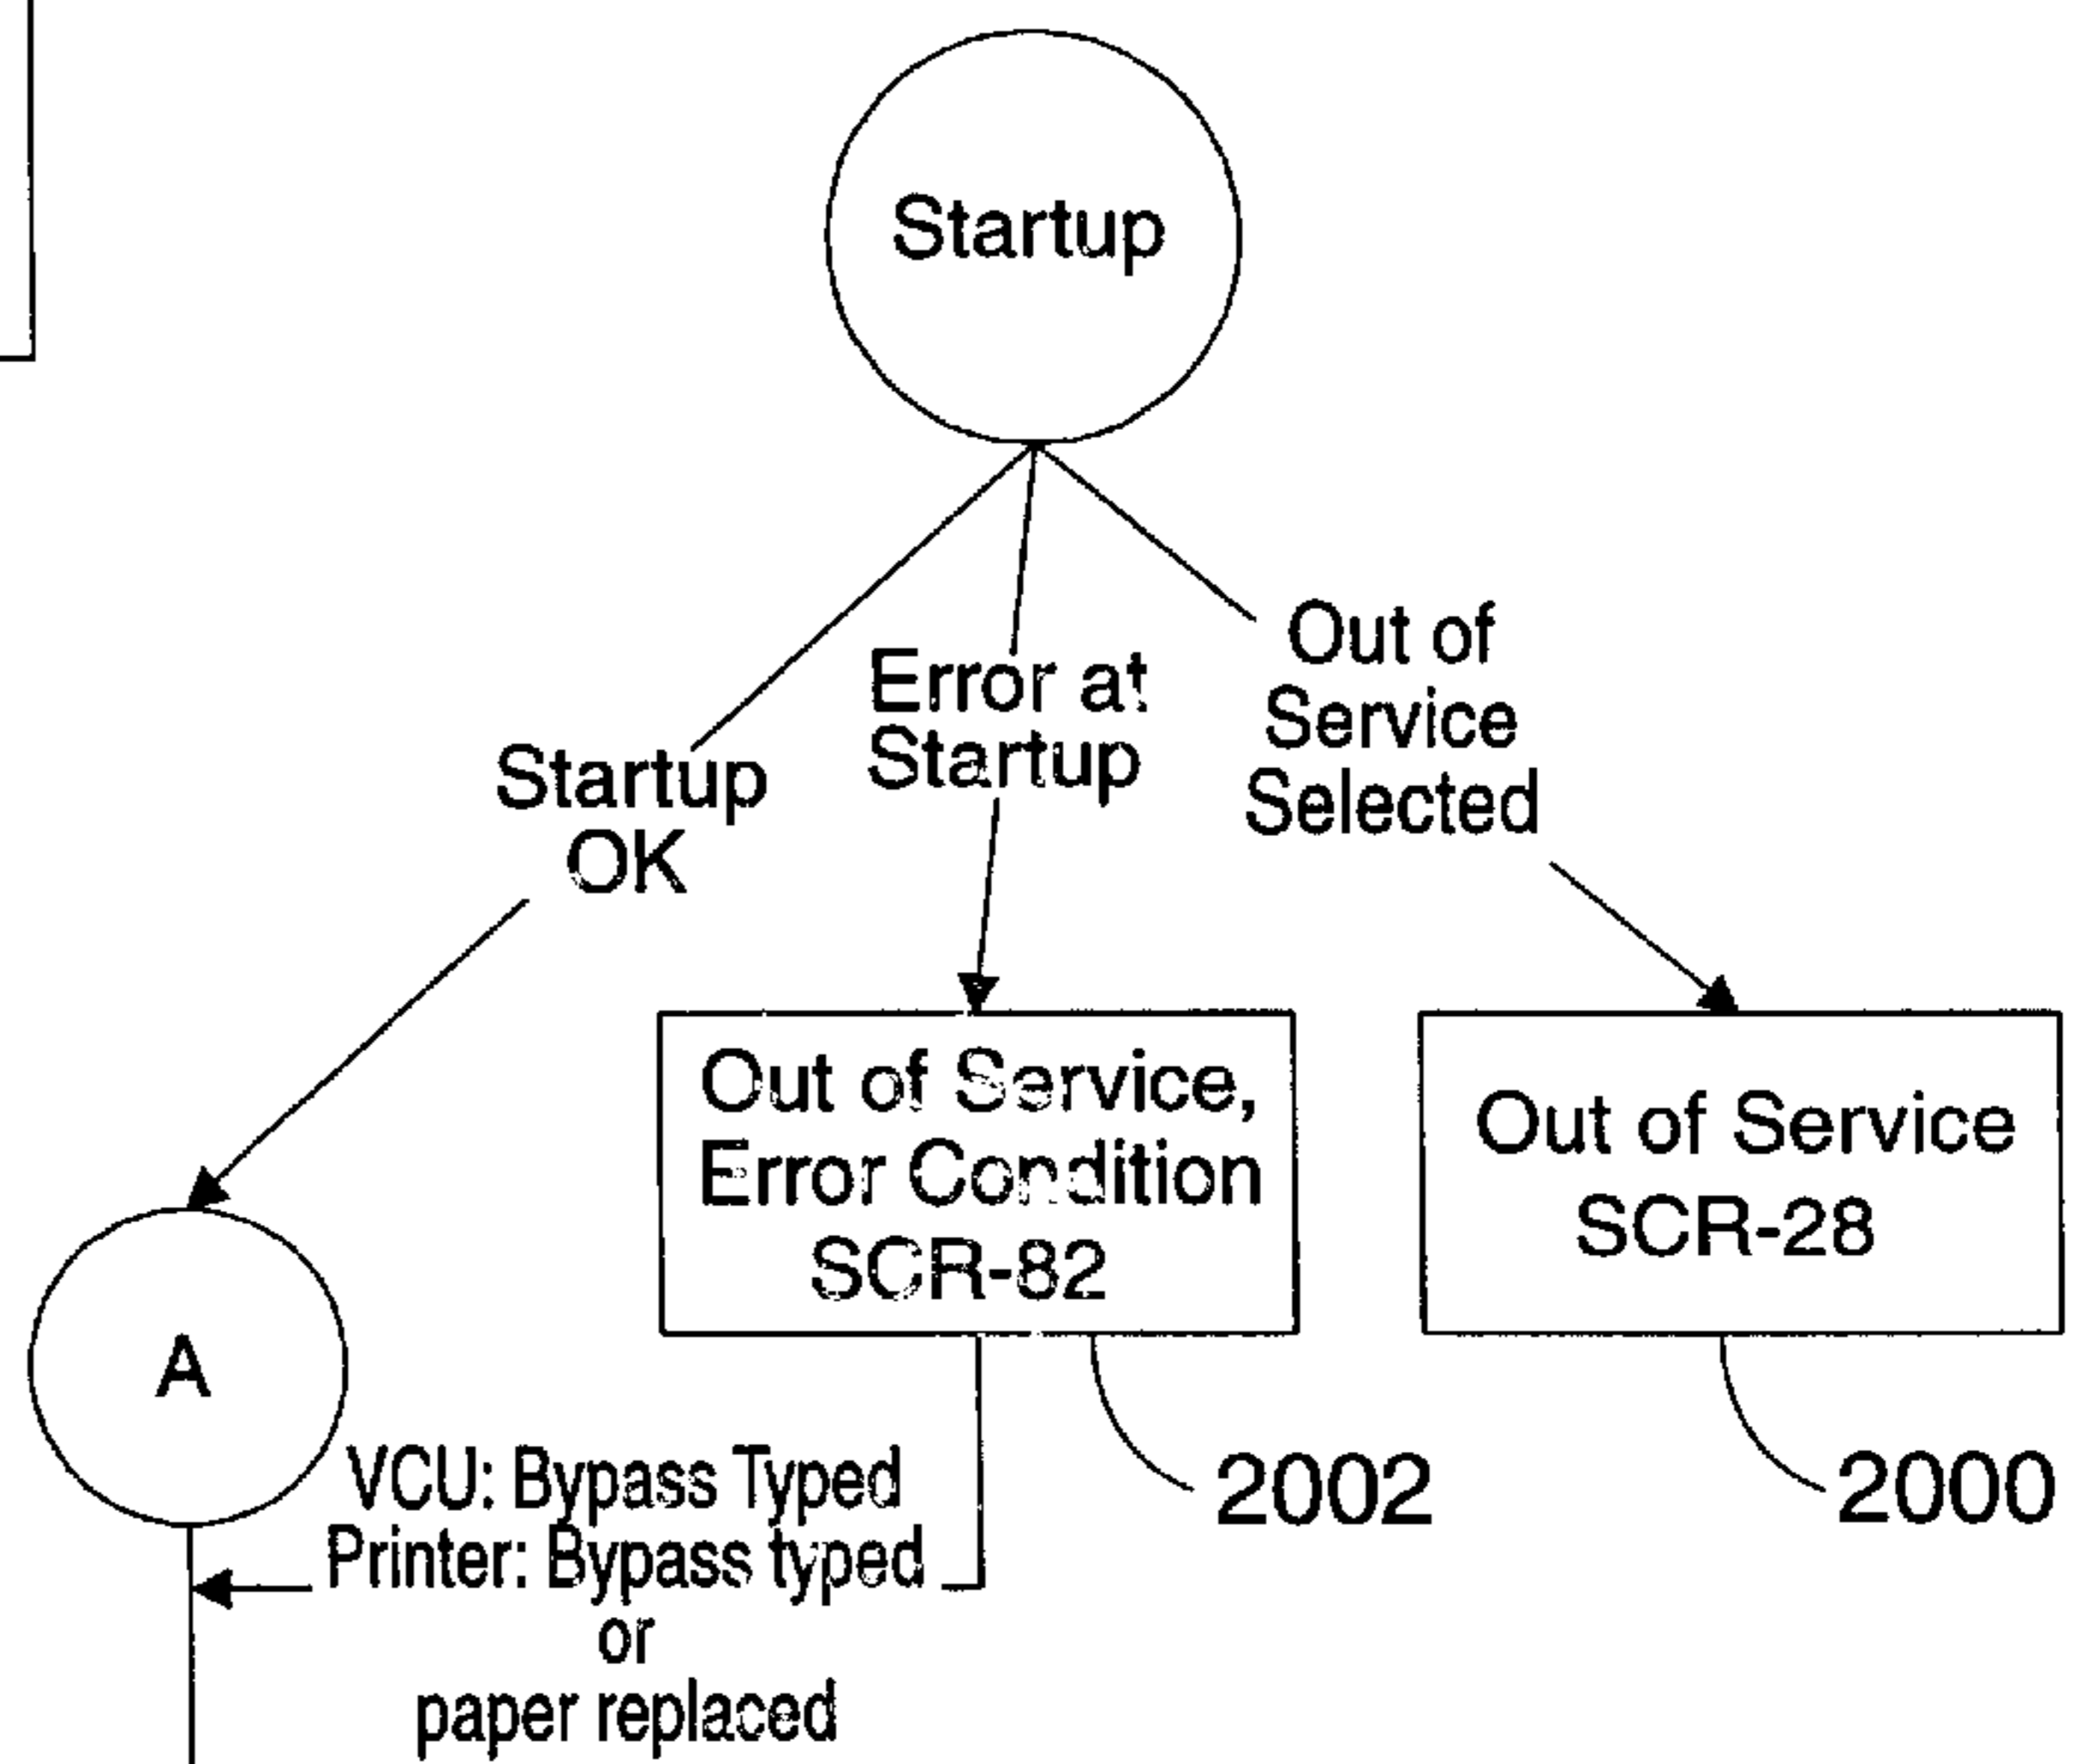 Startup
Startup
OK
Error at
Startup
Out of
Service
Selected
Out of Service,
Error Condition
SCR-82
Out of Service
SCR-28
A
VCU: Bypass Typed
Printer: Bypass typed
or
paper replaced
2002
2000